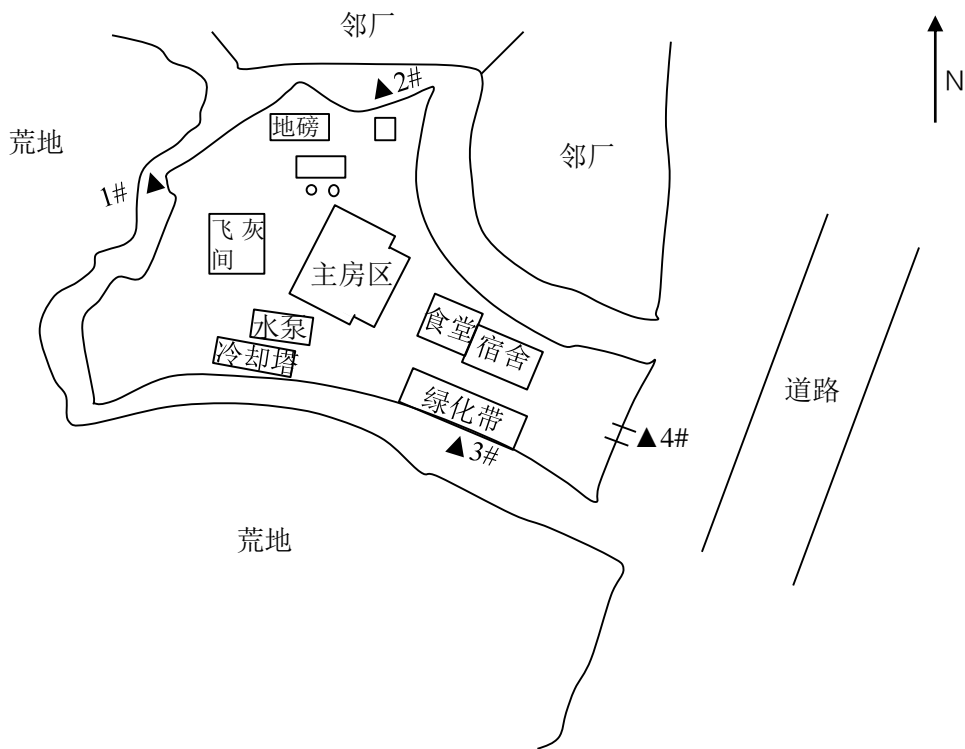 邻厂
▲2#
N
地磅
荒地
邻厂
1#▲
飞 灰
间
主房区
水泵
食堂
宿舍
冷却塔
道路
绿化带
▲3#
▲4#
荒地